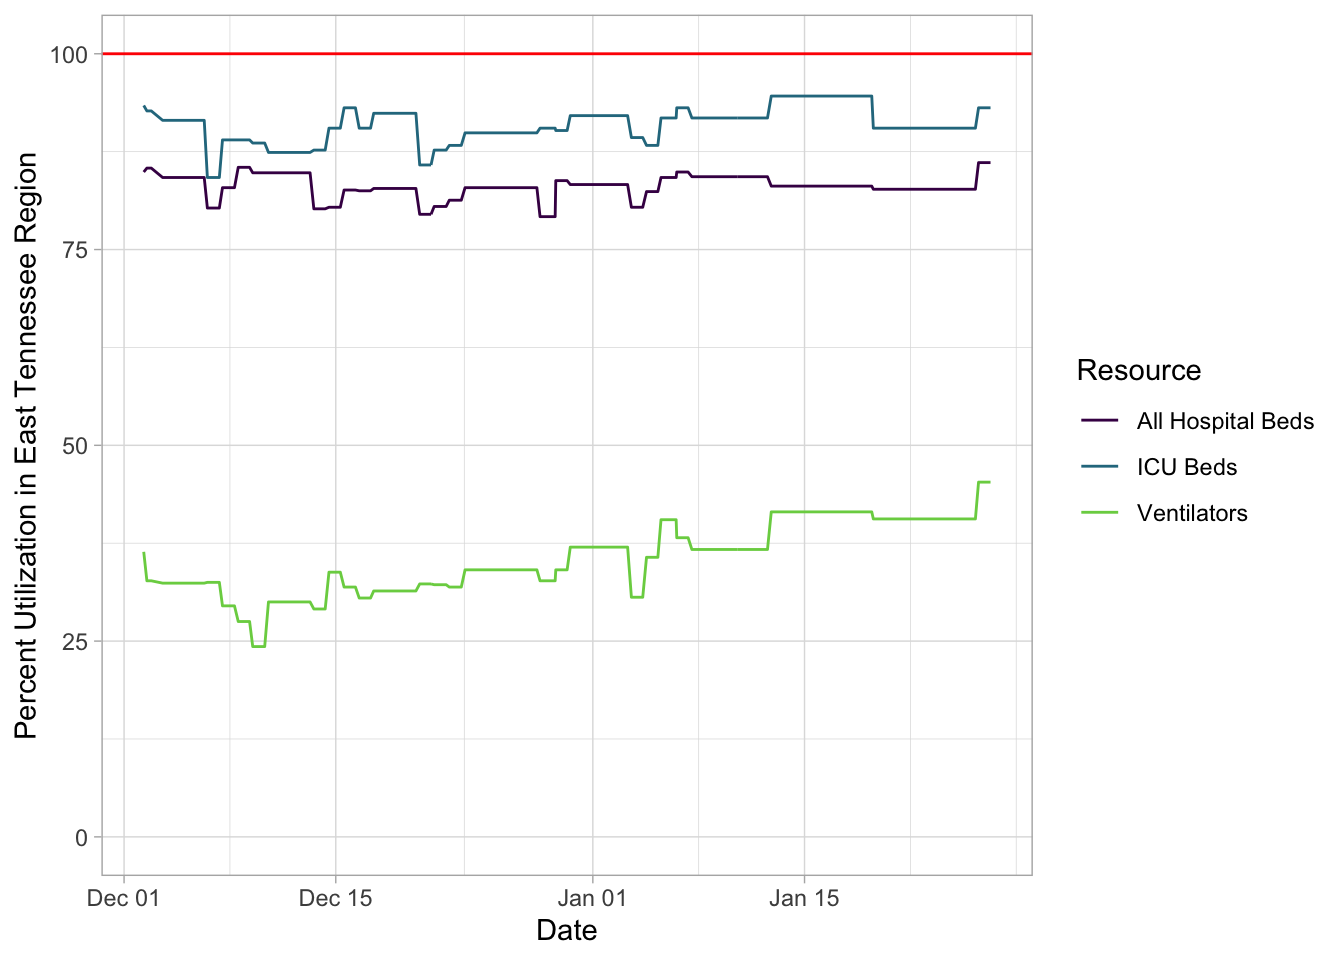 Percent Utilization in East Tennessee Region
100
75
50
25
0
Dec 01
Dec 15
Jan 01
Jan 15
Date
Resource
All Hospital Beds
ICU Beds
Ventilators